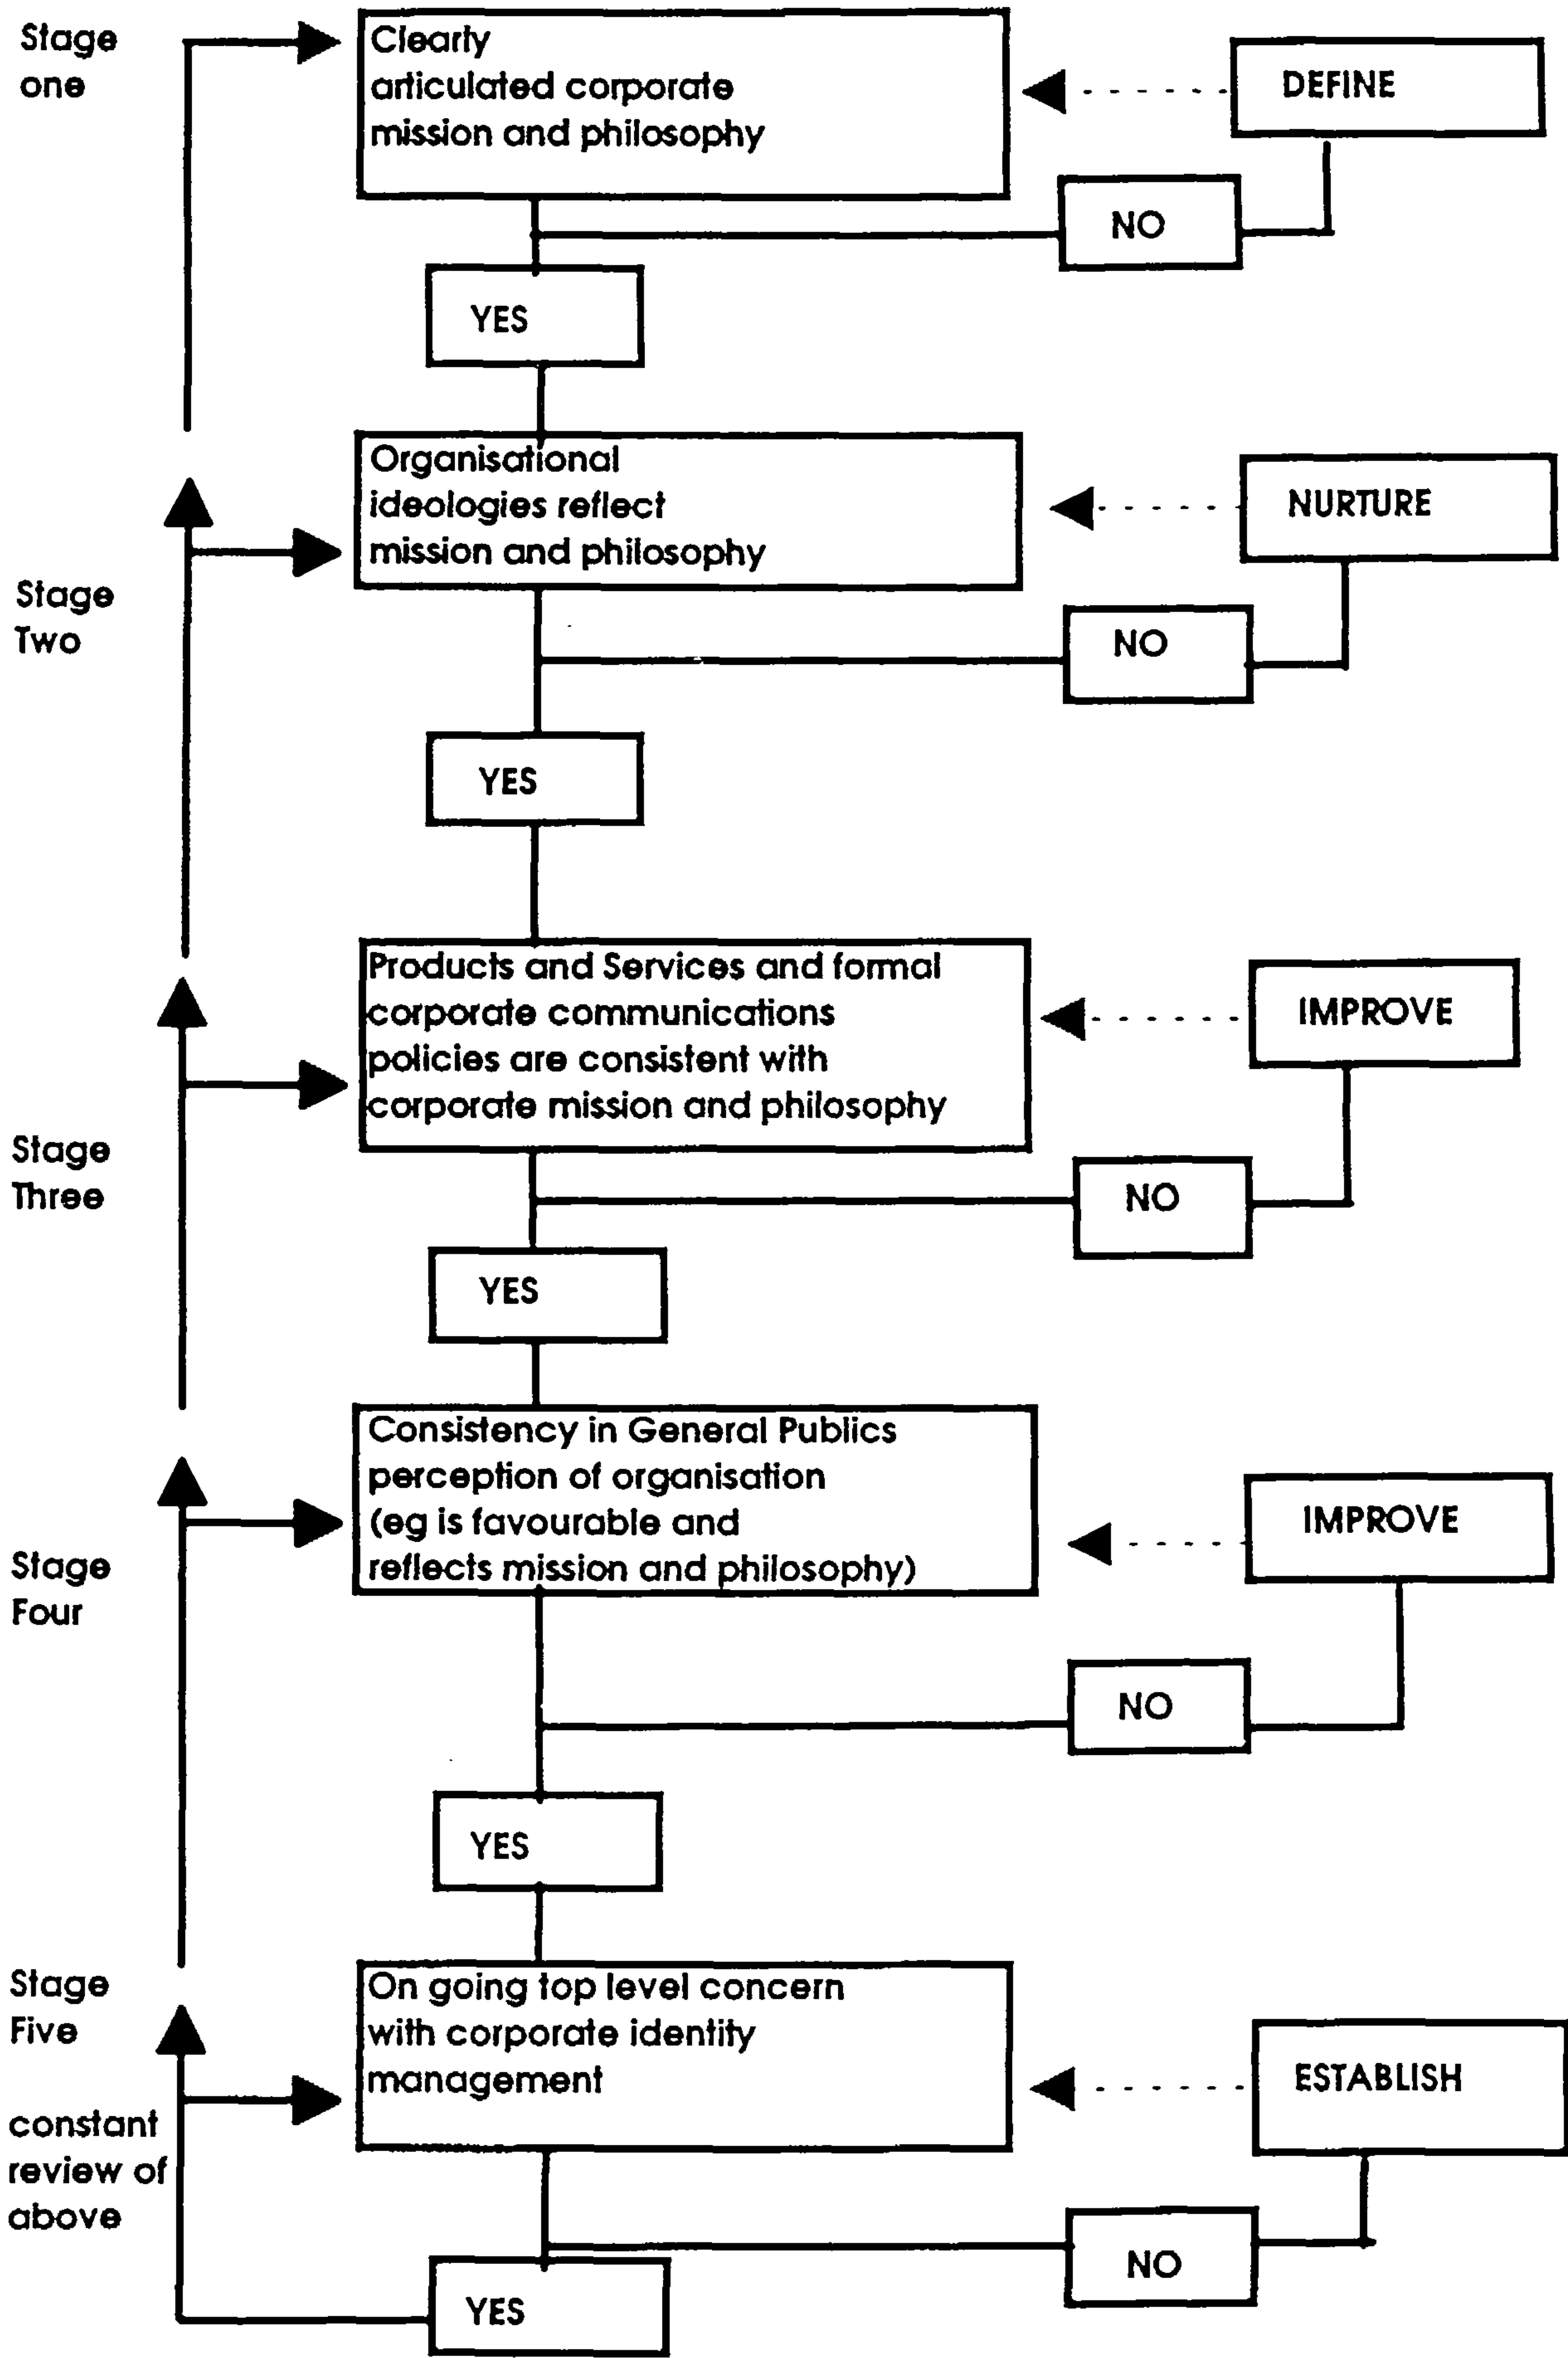 Stage
one
Clearly
articulated corporate
mission and philosophy
DEFINE
NO
YES
Organisational
ideologies reflect
mission and philosophy
NURTURE
Stage
Two
NO
YES
Products and Services and formal
corporate communications
policies are consistent with
corporate mission and philosophy
IMPROVE
Stage
Three
NO
YES
Consistency in General Publics
perception of organisation
(eg is favourable and
reflects mission and philosophy)
IMPROVE
Stage
Four
NO
YES
Stage
Five
On going top level concern
with corporate identity
management
ESTABLISH
constant
review of
above
NO
YES